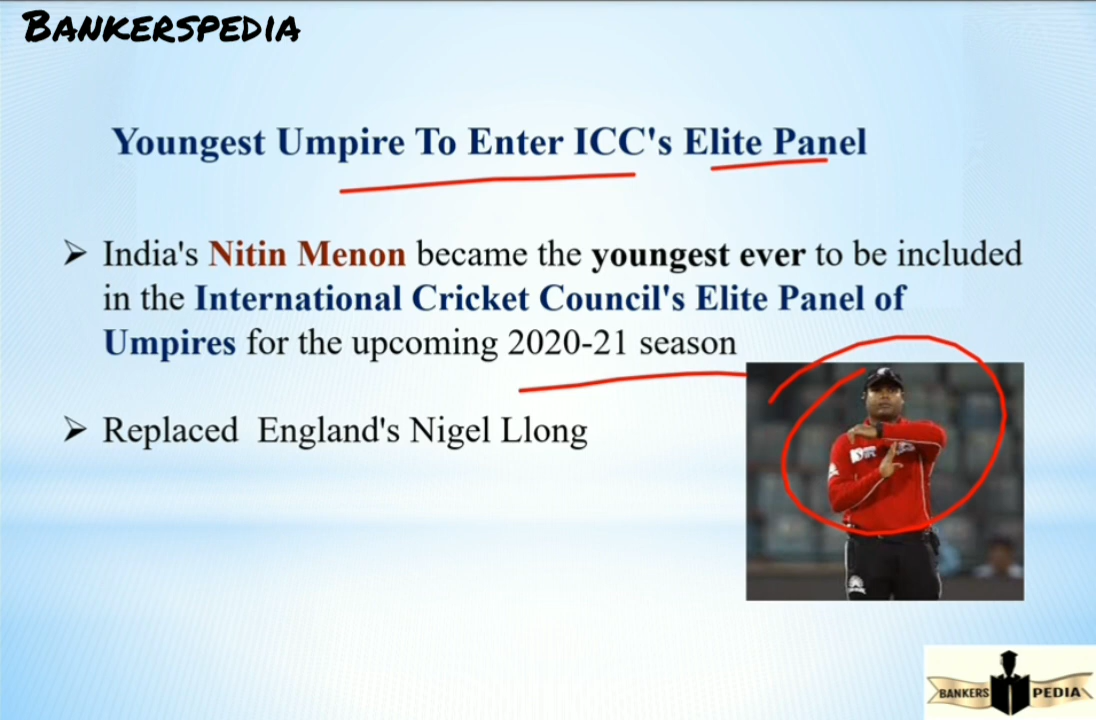 BANKERSPEDIA
Youngest Umpire To Enter ICC's Elite Panel
➢ India's Nitin Menon became the youngest ever to be included
in the International Cricket Council's Elite Panel of
Umpires for the upcoming 2020-21 season
➢ Replaced England's Nigel Llong
BANKERS PEDIA